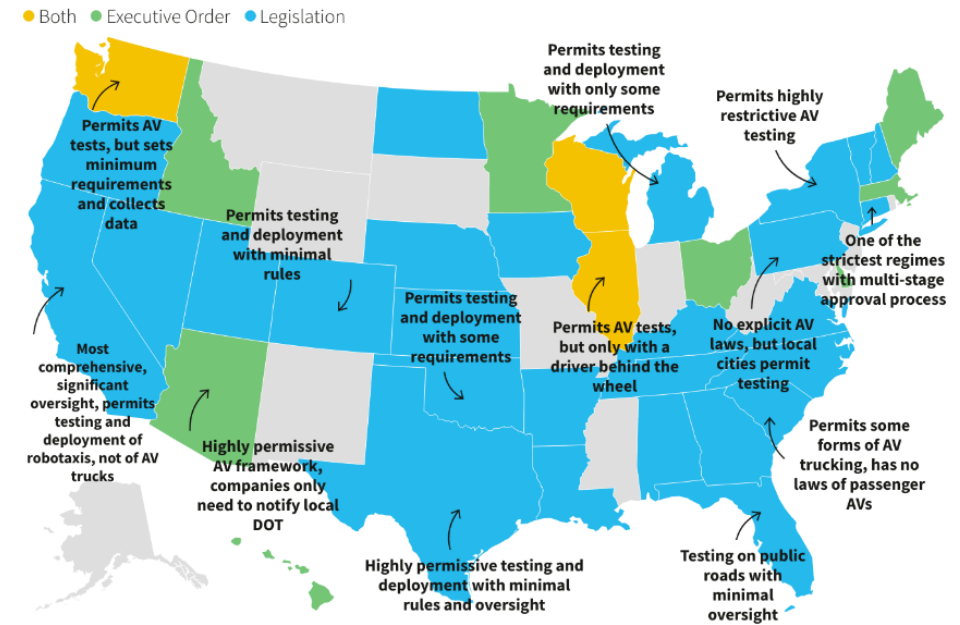 Both Executive Order Legislation
Permits AV
tests, but sets
minimum
requirements
and collects
data
Permits testing
and deployment
with only some
requirements
Permits highly
restrictive AV
testing
Permits testing
and deployment
with minimal
rules
One of the
strictest regimes
with multi-stage
approval process
Permits testing
and deployment
with some
requirements
Permits AV tests,
but only with a
driver behind the
wheel
No explicit AV
laws, but local
cities permit
testing
Most
comprehensive,
significant
oversight, permits
testing and
deployment of
robotaxis, not of AV
trucks
Highly permissive
AV framework,
companies only
need to notify local
DOT
Permits some
forms of AV
trucking, has no
laws of passenger
AVs
Highly permissive testing and
deployment with minimal
rules and oversight
Testing on public
roads with
minimal
oversight